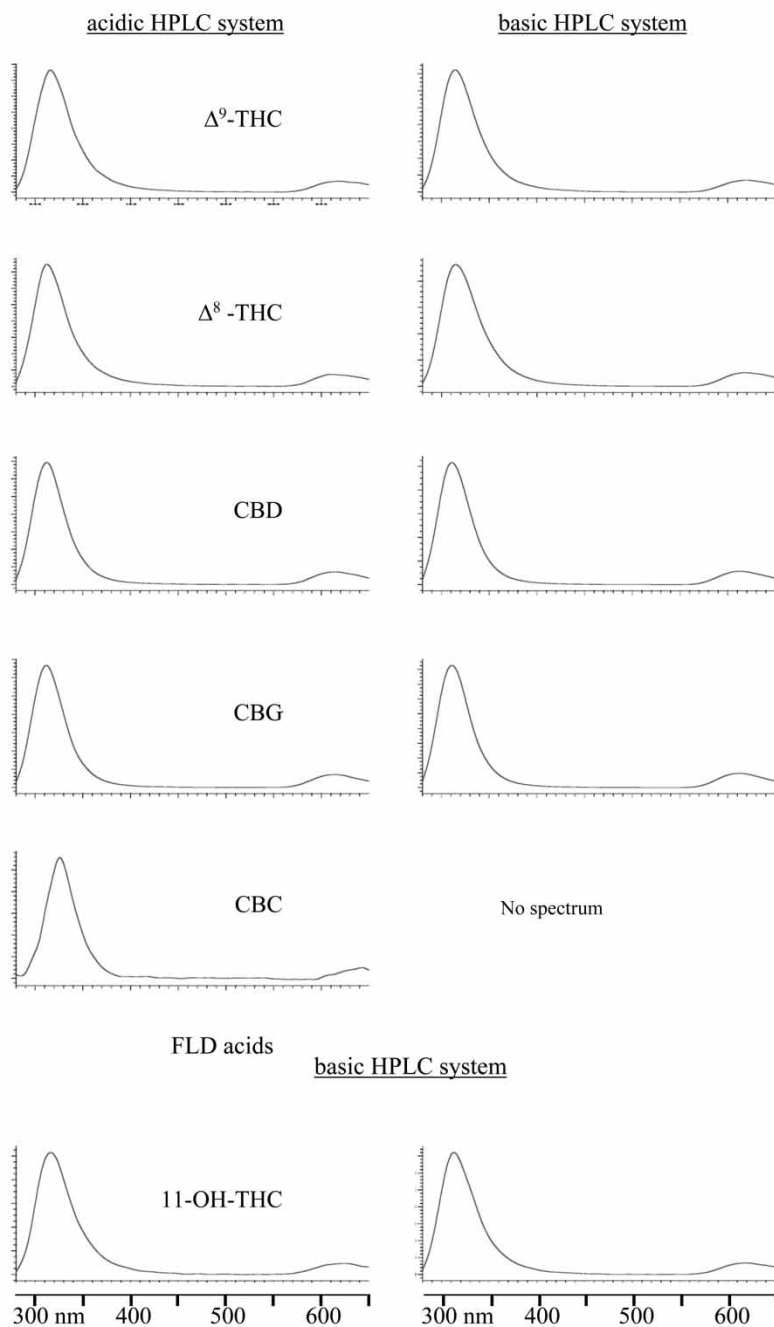 acidic HPLC system
basic HPLC system
Δ⁹-THC
Δ⁸ -THC
CBD
CBG
CBC
No spectrum
FLD acids
basic HPLC system
11-OH-THC
300 nm 400 500 600
300 nm 400 500 600